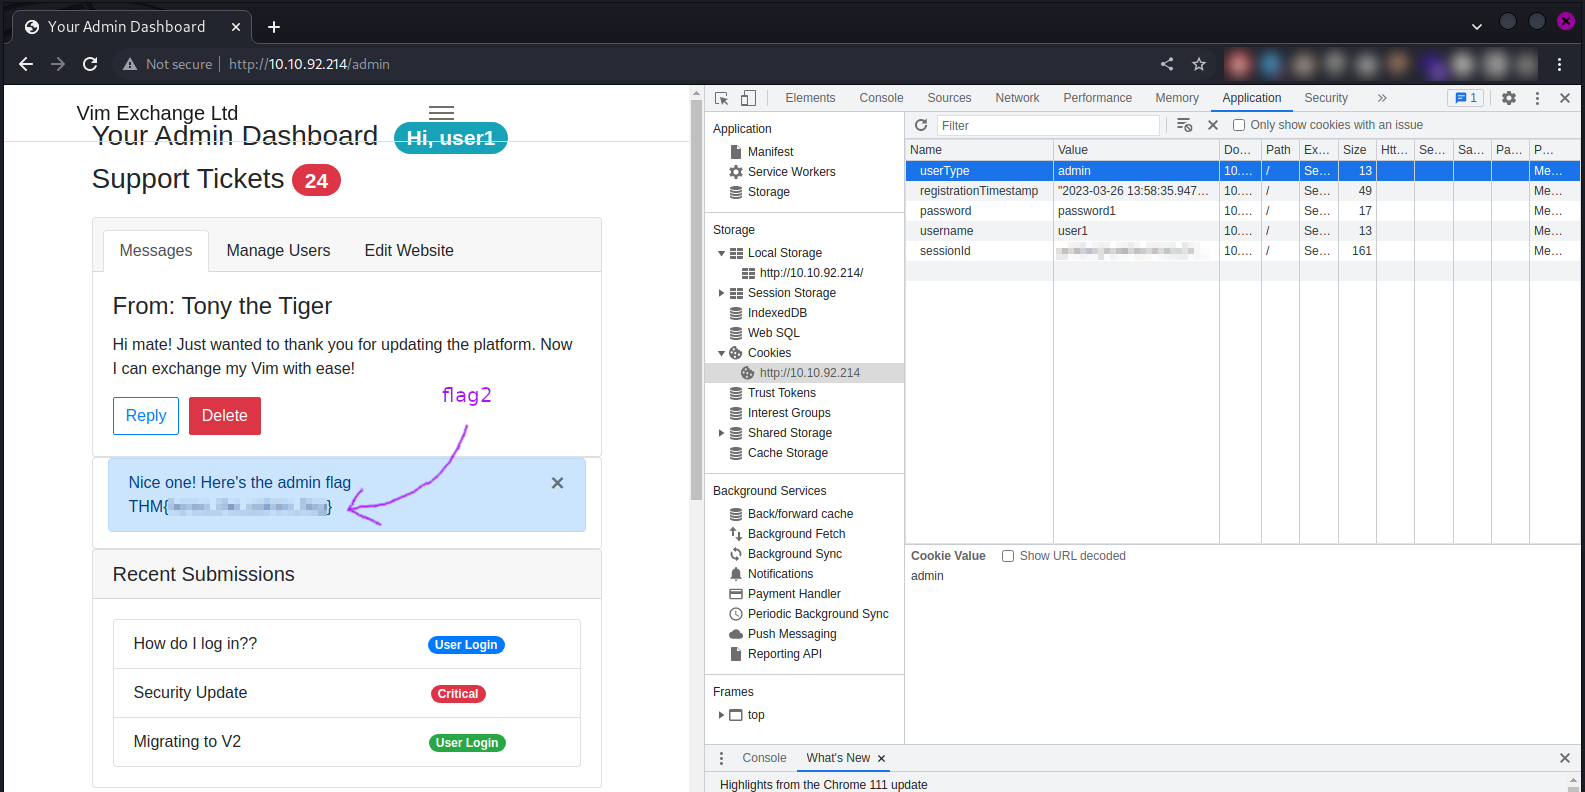 Your Admin Dashboard
Not secure
http://10.10.92.214/admin
Vim Exchange Ltd
Your Admin Dashboard Hi, user1
Support Tickets 24
Messages Manage Users Edit Website
From: Tony the Tiger
Hi mate! Just wanted to thank you for updating the platform. Now
I can exchange my Vim with ease!
Reply Delete
flag2
Nice one! Here's the admin flag
THM{
}
Recent Submissions
How do I log in?? User Login
Security Update Critical
Migrating to V2 User Login
Elements Console Sources Network Performance Memory Application Security 1
Application
Manifest
Service Workers
Storage
Storage
Local Storage
http://10.10.92.214/
Session Storage
IndexedDB
Web SQL
Cookies
http://10.10.92.214
Trust Tokens
Interest Groups
Shared Storage
Cache Storage
Background Services
Back/forward cache
Background Fetch
Background Sync
Notifications
Payment Handler
Periodic Background Sync
Push Messaging
Reporting API
Frames
top
Filter
Only show cookies with an issue
Name Value Do... Path Ex... Size Htt... Se... Sa... Pa... P...
userType admin 10.... / Se... 13 Me...
registrationTimestamp "2023-03-26 13:58:35.947... 10.... / Se... 49 Me...
password password1 10.... / Se... 17 Me...
username user1 10.... / Se... 13 Me...
sessionId 10.... / Se... 161 Me...
Cookie Value Show URL decoded
admin
Console What's New
Highlights from the Chrome 111 update